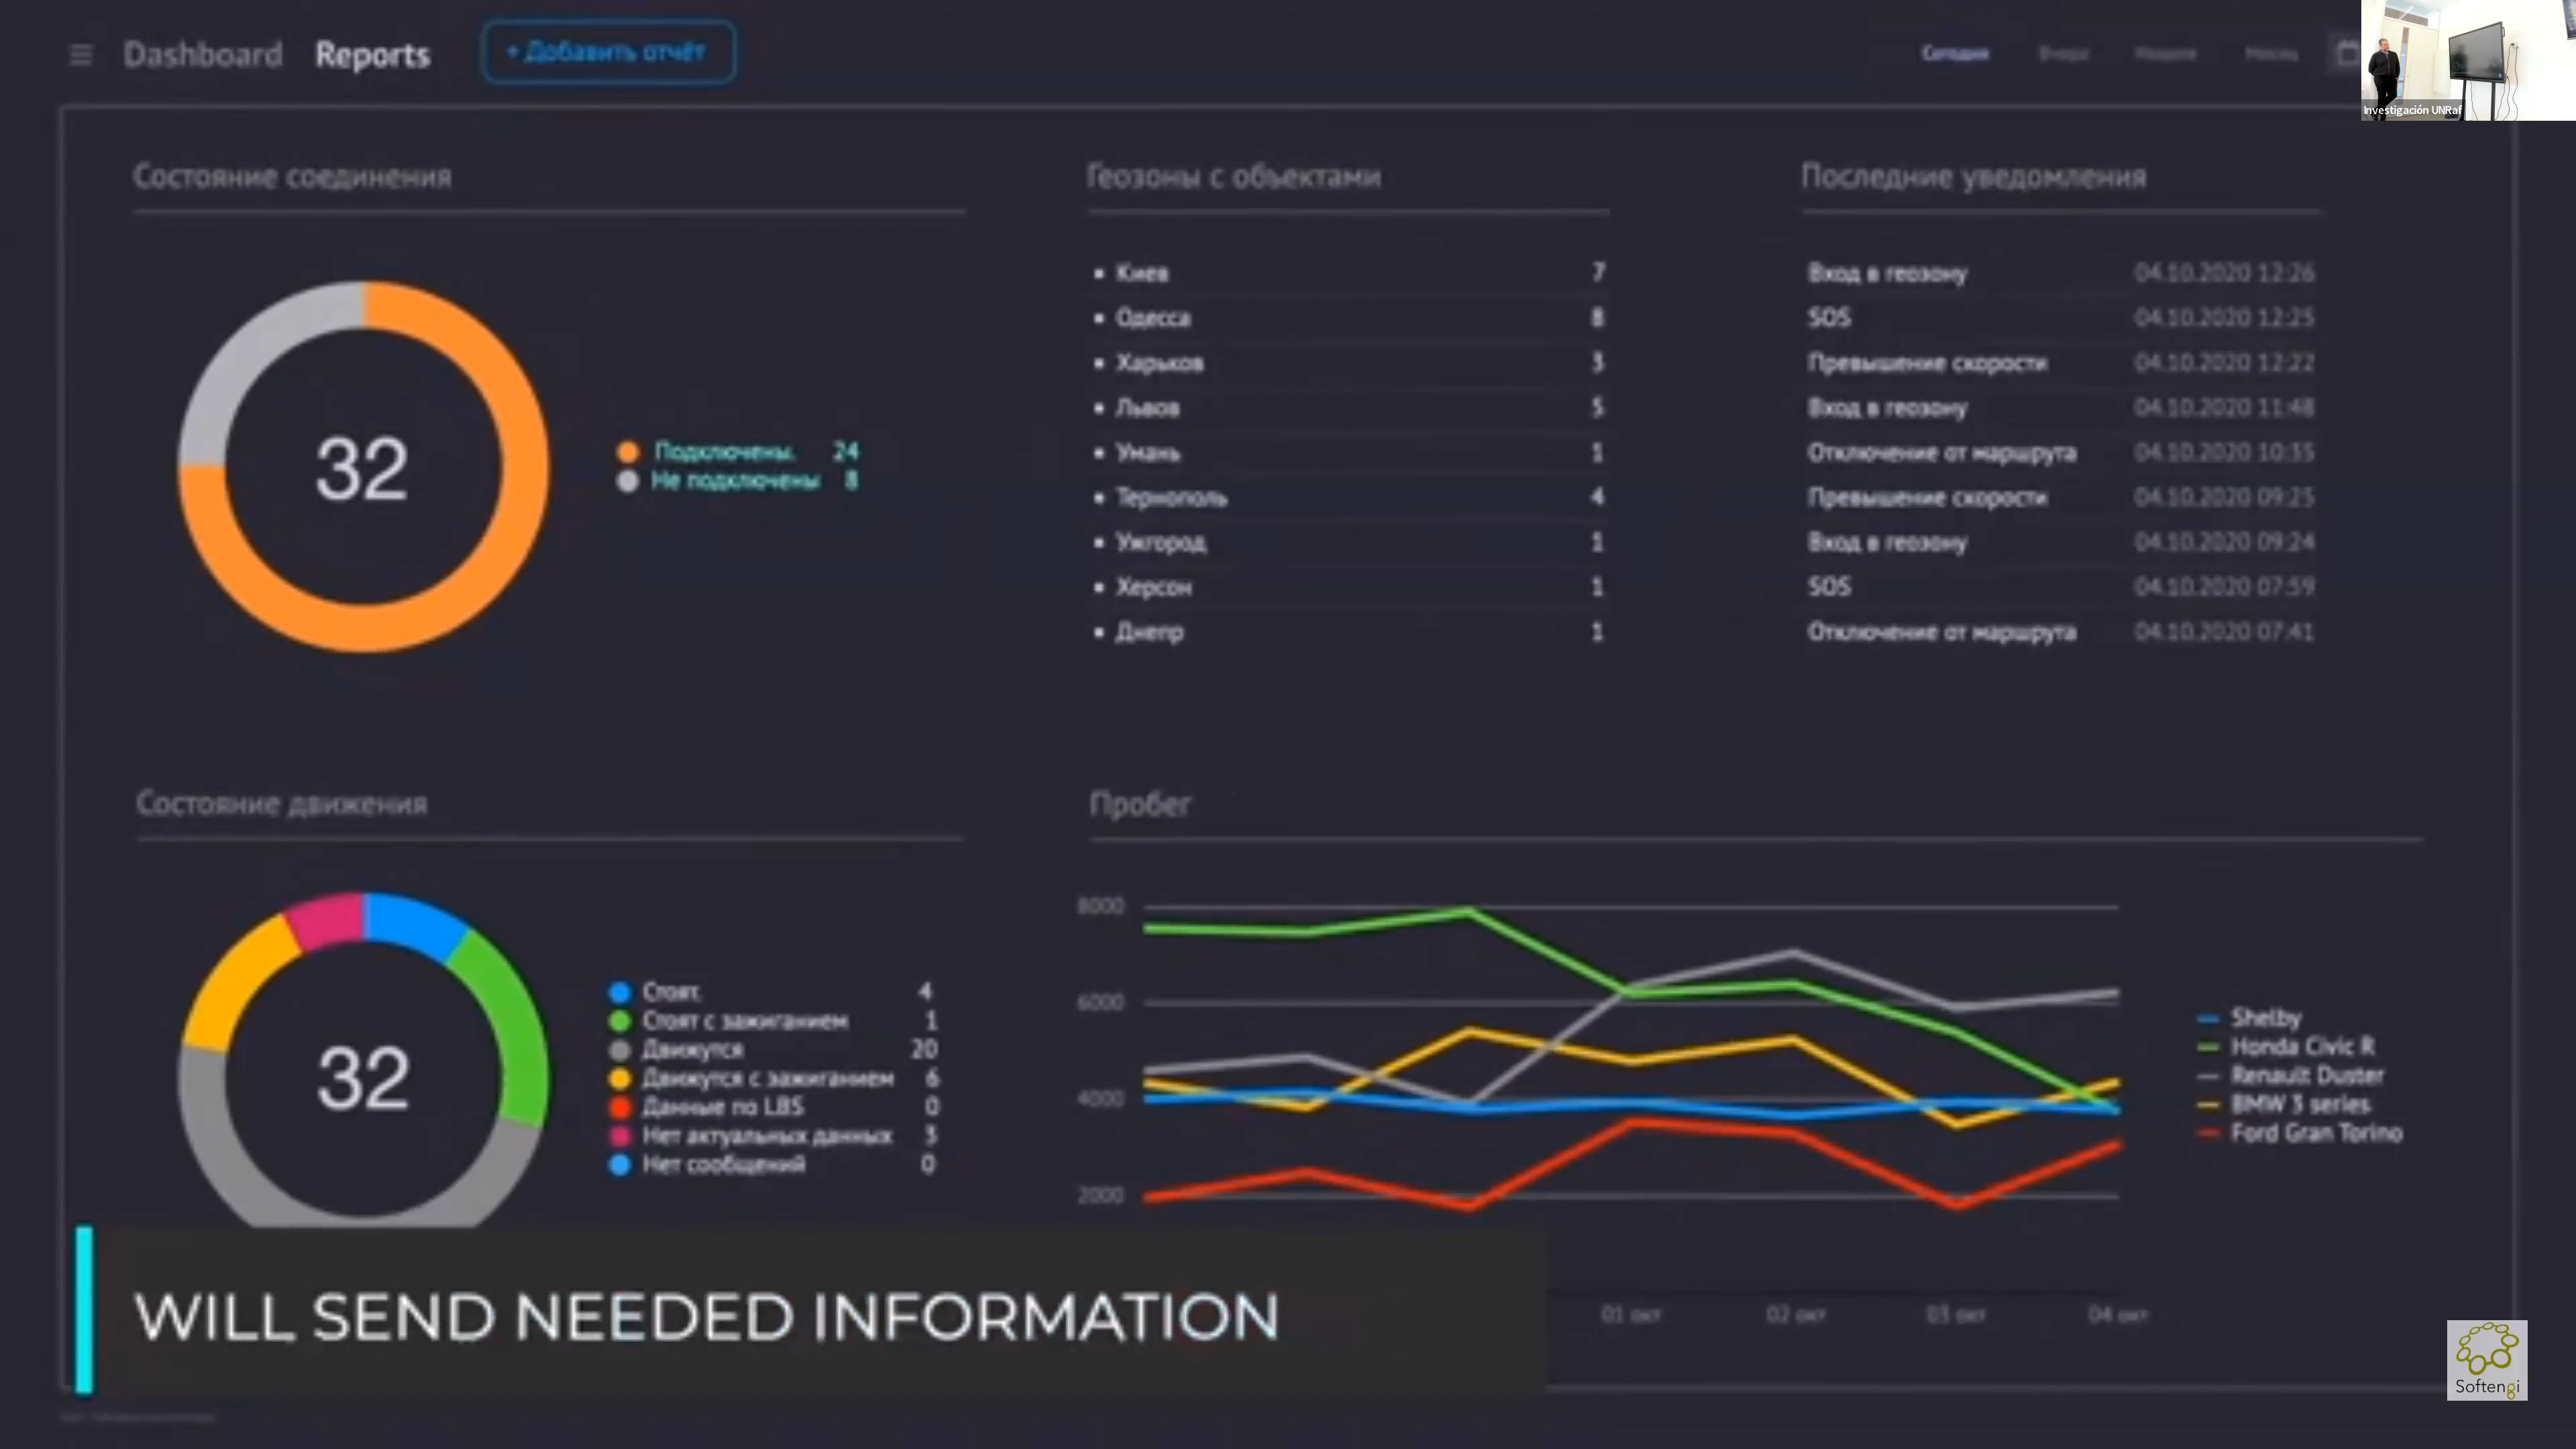 Dashboard Reports + Добавить отчёт Сегодня Вчера Неделя Месяц
Investigación UNRaf
Состояние соединения
32
Подключены. 24
Не подключены 8
Геозоны с объектами
Киев 7
Одесса 8
Харьков 3
Львов 5
Умань 1
Тернополь 4
Ужгород 1
Херсон 1
Днепр 1
Последние уведомления
Вход в геозону 04.10.2020 12:26
SOS 04.10.2020 12:25
Превышение скорости 04.10.2020 12:22
Вход в геозону 04.10.2020 11:48
Отключение от маршрута 04.10.2020 10:35
Превышение скорости 04.10.2020 09:25
Вход в геозону 04.10.2020 09:24
SOS 04.10.2020 07:59
Отключение от маршрута 04.10.2020 07:41
Состояние движения
32
Стоят. 4
Стоят с зажиганием 1
Движутся 20
Движутся с зажиганием 6
Данные по LBS 0
Нет актуальных данных 3
Нет сообщений 0
Пробег
8000
6000
4000
2000
01 окт 02 окт 03 окт 04 окт
Shelby
Honda Civic R
Renault Duster
BMW 3 series
Ford Gran Torino
WILL SEND NEEDED INFORMATION
Softengi